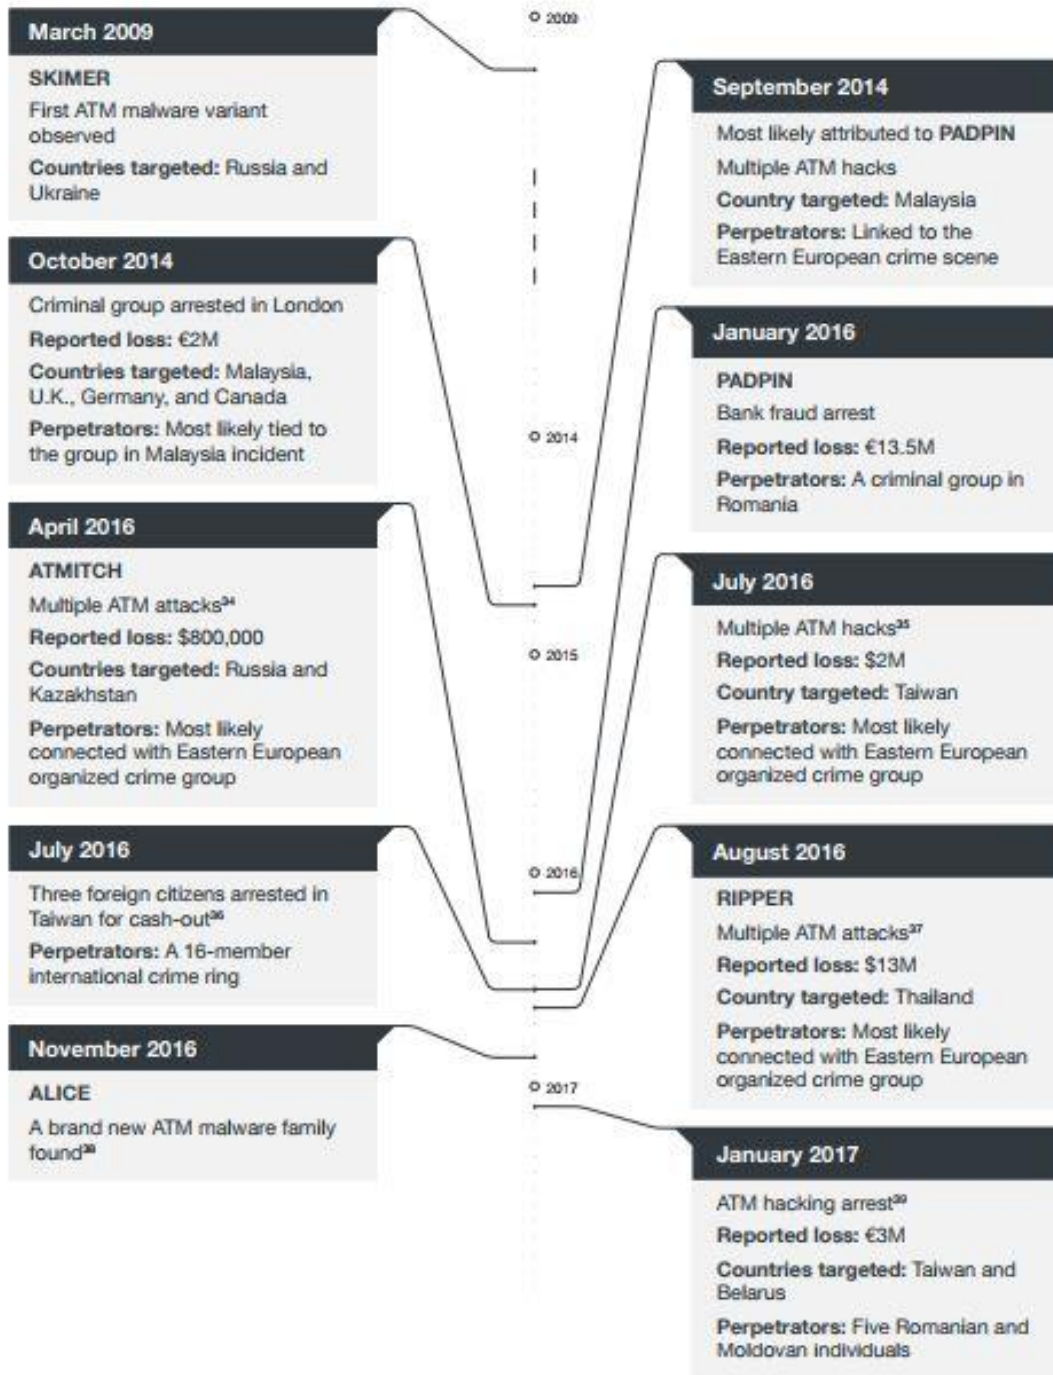 March 2009
SKIMER
First ATM malware variant
observed
Countries targeted: Russia and
Ukraine
October 2014
Criminal group arrested in London
Reported loss: €2M
Countries targeted: Malaysia,
U.K., Germany, and Canada
Perpetrators: Most likely tied to
the group in Malaysia incident
April 2016
ATMITCH
Multiple ATM attacks³⁴
Reported loss: $800,000
Countries targeted: Russia and
Kazakhstan
Perpetrators: Most likely
connected with Eastern European
organized crime group
July 2016
Three foreign citizens arrested in
Taiwan for cash-out³⁶
Perpetrators: A 16-member
international crime ring
November 2016
ALICE
A brand new ATM malware family
found³⁸
2009
2014
2015
2016
2017
September 2014
Most likely attributed to PADPIN
Multiple ATM hacks
Country targeted: Malaysia
Perpetrators: Linked to the
Eastern European crime scene
January 2016
PADPIN
Bank fraud arrest
Reported loss: €13.5M
Perpetrators: A criminal group in
Romania
July 2016
Multiple ATM hacks³⁵
Reported loss: $2M
Country targeted: Taiwan
Perpetrators: Most likely
connected with Eastern European
organized crime group
August 2016
RIPPER
Multiple ATM attacks³⁷
Reported loss: $13M
Country targeted: Thailand
Perpetrators: Most likely
connected with Eastern European
organized crime group
January 2017
ATM hacking arrest³⁹
Reported loss: €3M
Countries targeted: Taiwan and
Belarus
Perpetrators: Five Romanian and
Moldovan individuals